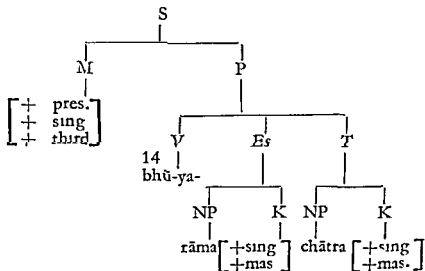 S
M P
[+ pres.
+ sing
+ third]
V Es T
14
bhū-ya-
NP K NP K
rāma [+sing chātra [+sing
+mas] +mas.]